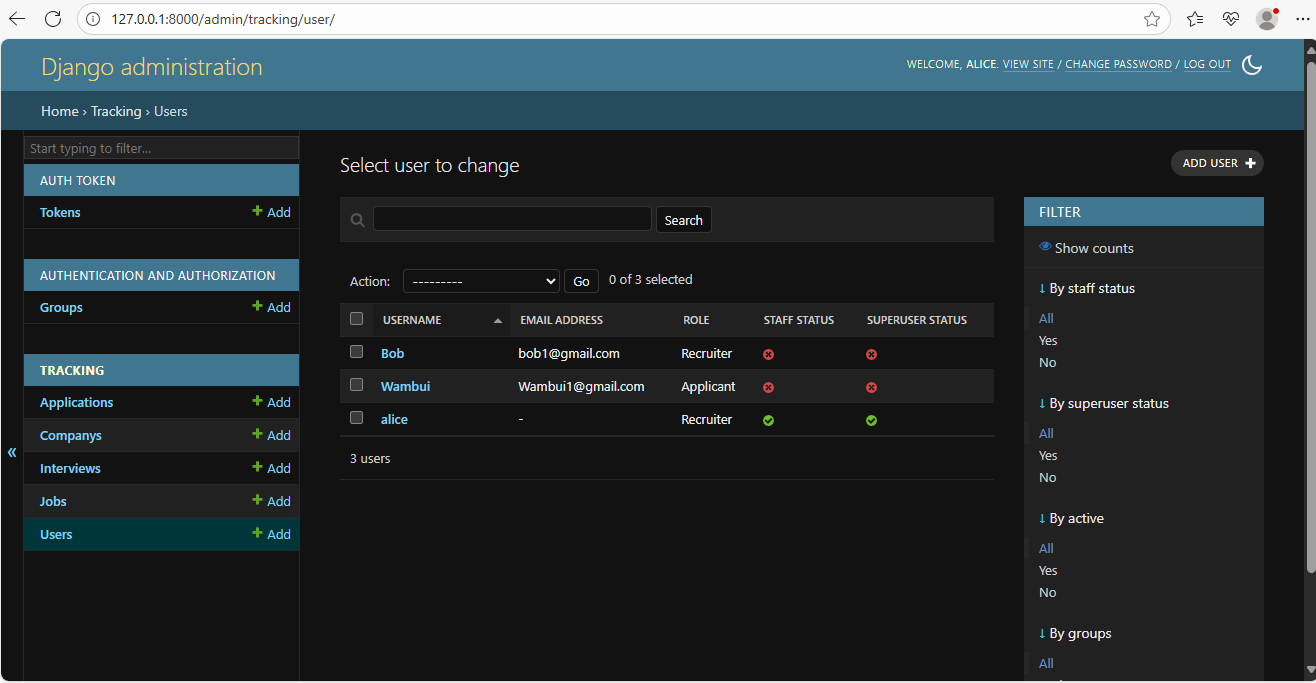 127.0.0.1:8000/admin/tracking/user/
Django administration
WELCOME, ALICE. VIEW SITE / CHANGE PASSWORD / LOG OUT
Home › Tracking › Users
Start typing to filter...
AUTH TOKEN
Tokens + Add
AUTHENTICATION AND AUTHORIZATION
Groups + Add
TRACKING
Applications + Add
Companys + Add
Interviews + Add
Jobs + Add
Users + Add
«
Select user to change
ADD USER +
Search
Action: --------- Go 0 of 3 selected
USERNAME EMAIL ADDRESS ROLE STAFF STATUS SUPERUSER STATUS
Bob bob1@gmail.com Recruiter
Wambui Wambui1@gmail.com Applicant
alice - Recruiter
3 users
FILTER
Show counts
↓ By staff status
All
Yes
No
↓ By superuser status
All
Yes
No
↓ By active
All
Yes
No
↓ By groups
All